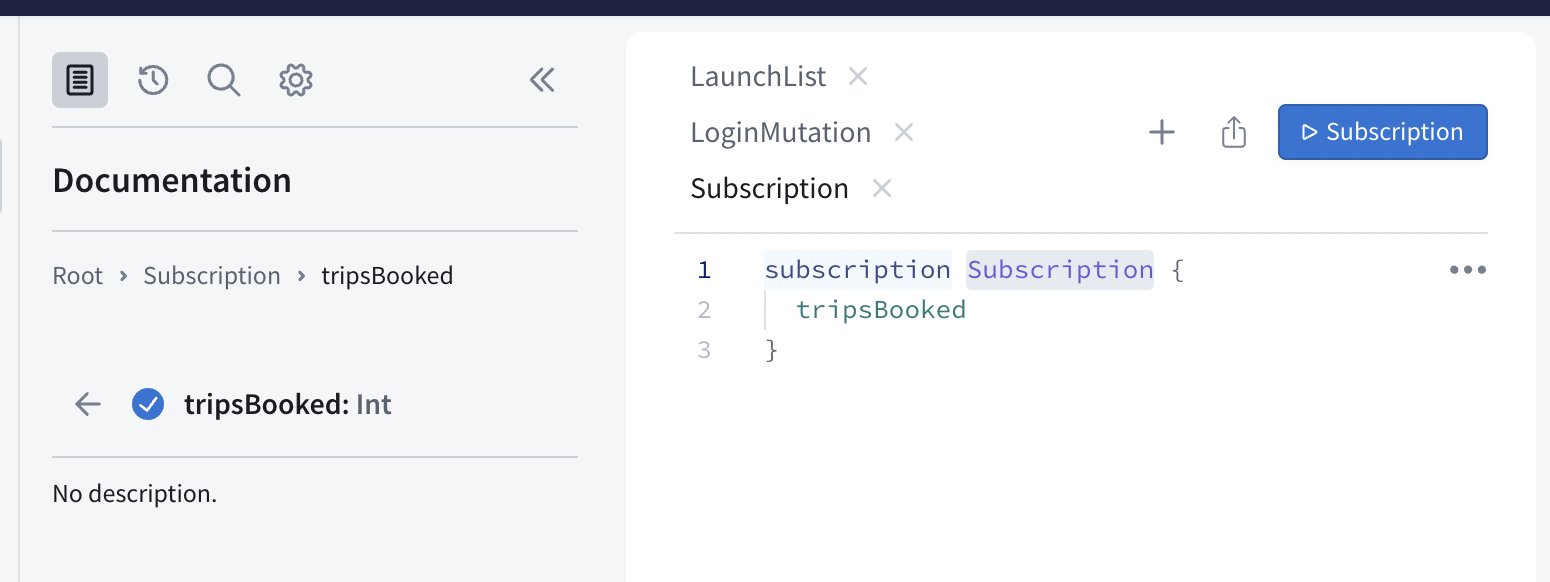 Documentation
Root > Subscription > tripsBooked
tripsBooked: Int
No description.
LaunchList
LoginMutation
Subscription
Subscription
1 subscription Subscription {
2 tripsBooked
3 }